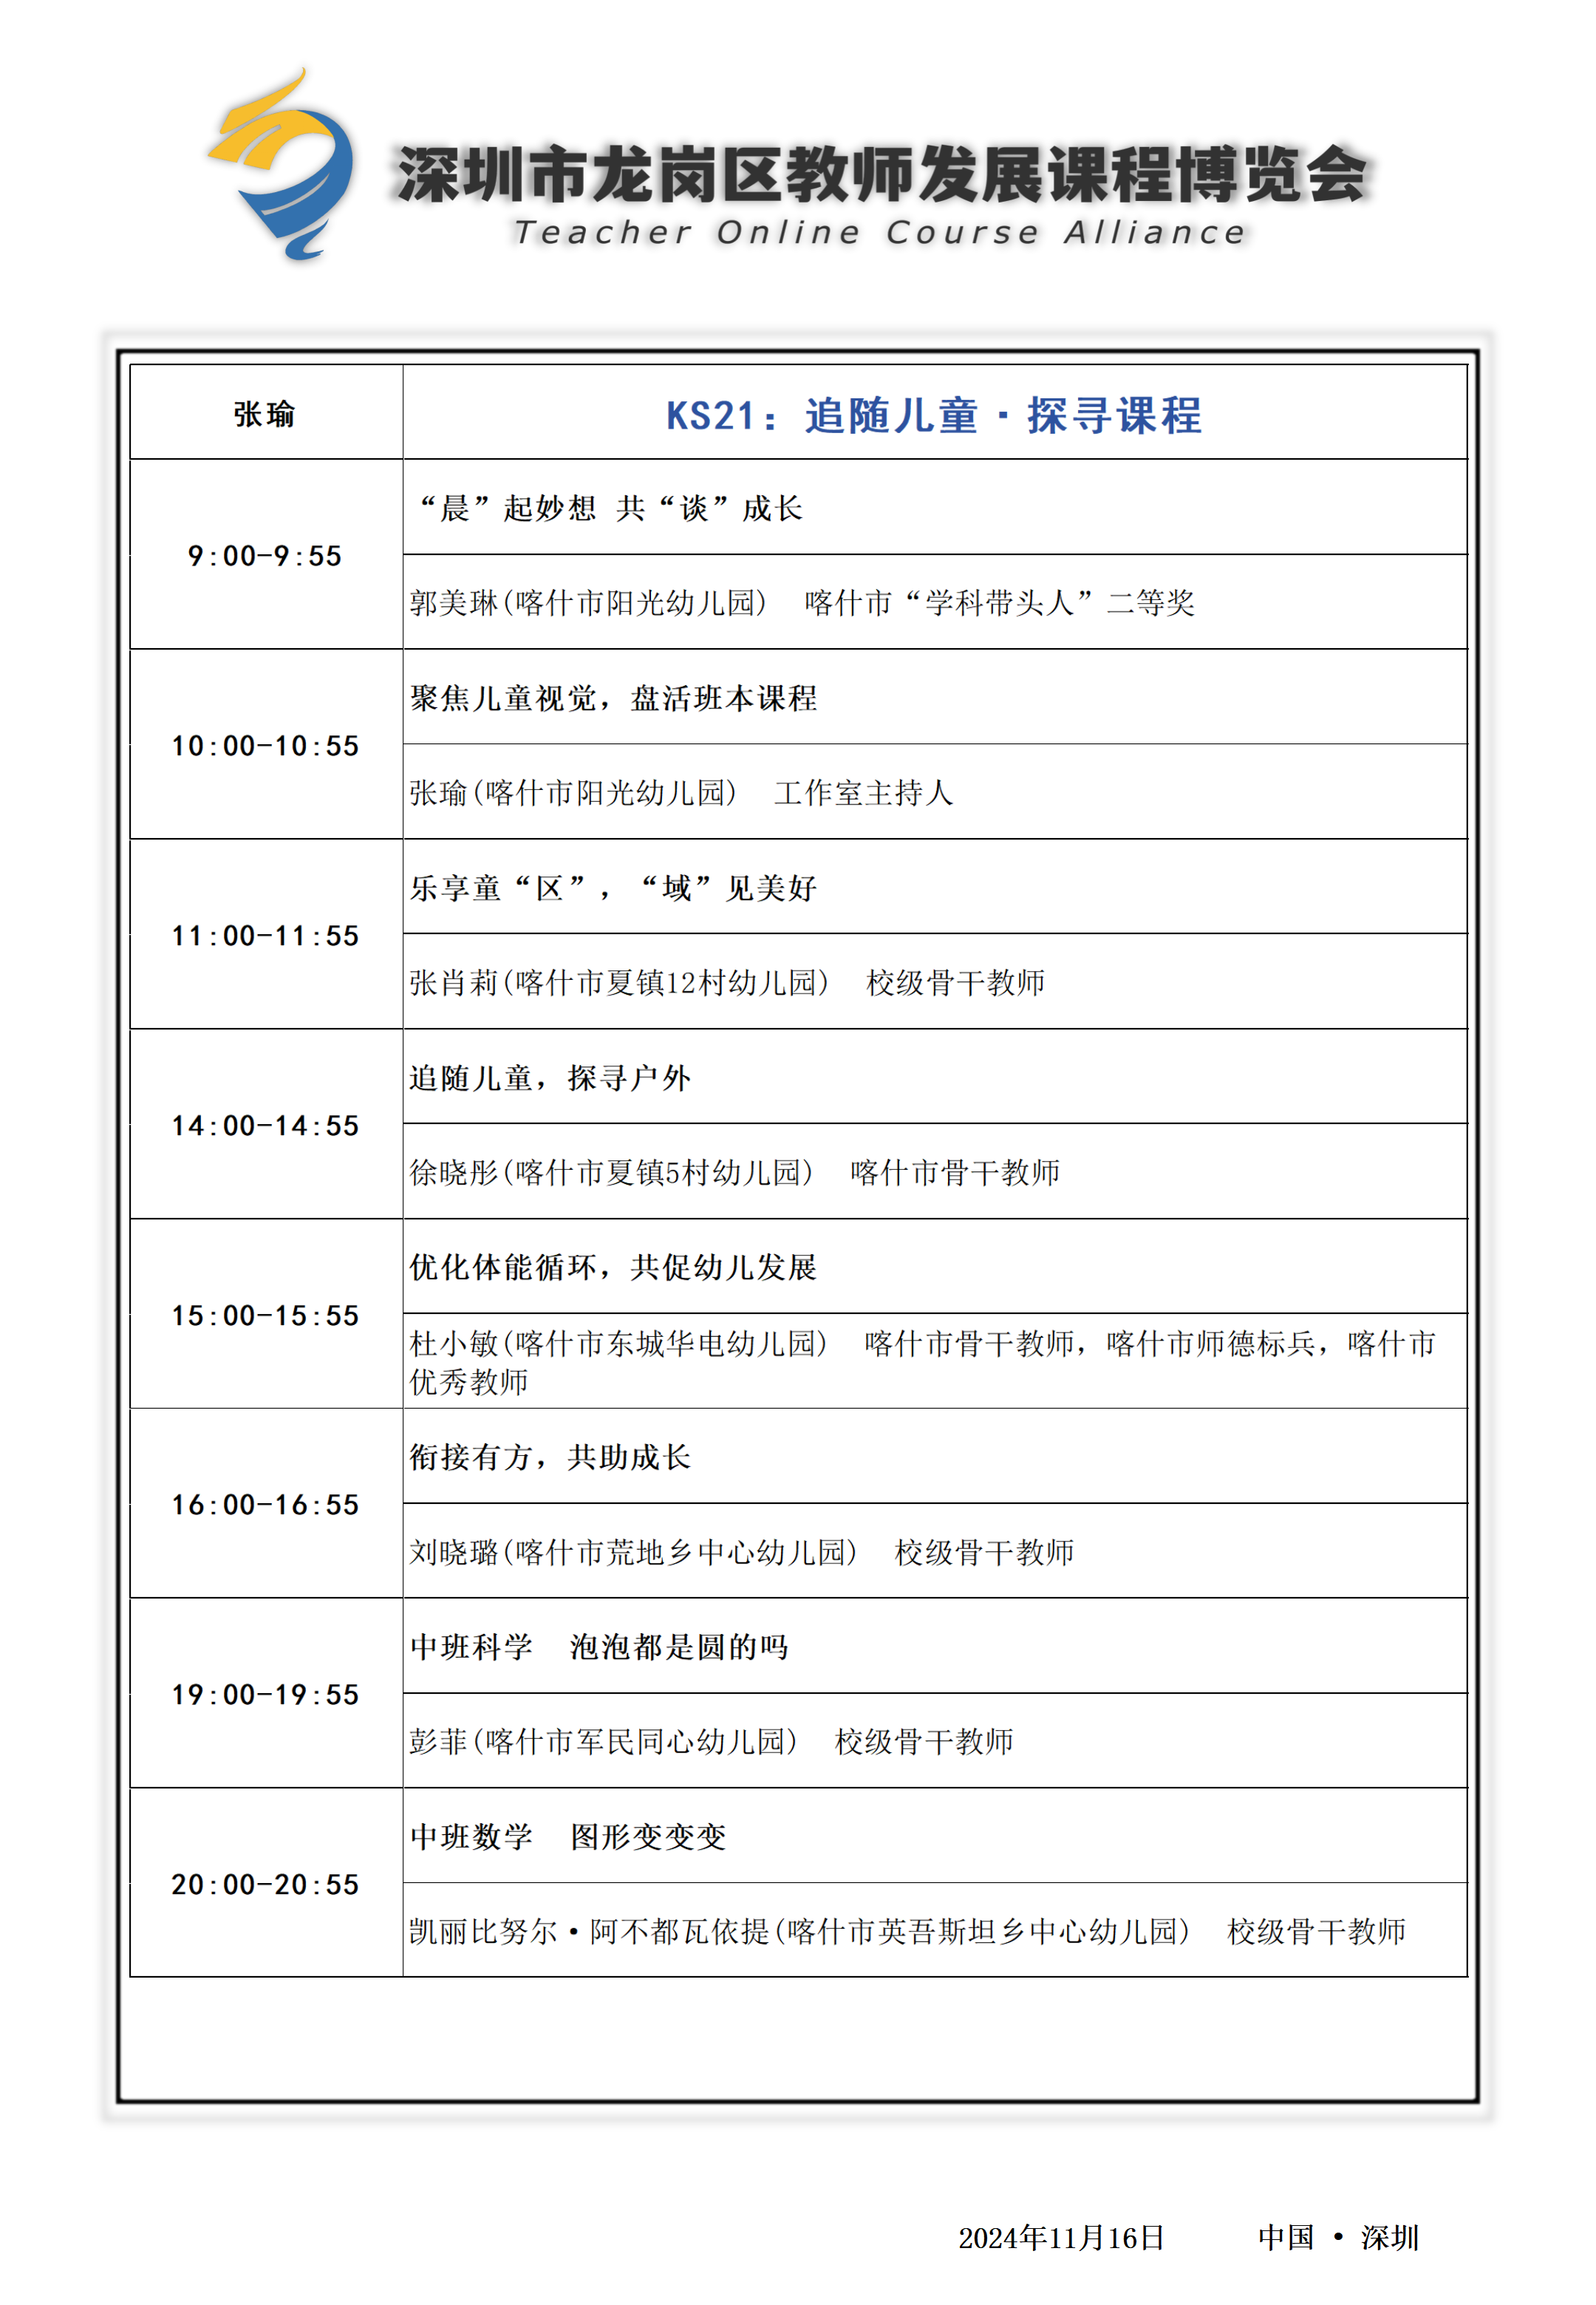 深圳市龙岗区教师发展课程博览会
Teacher Online Course Alliance
张瑜
KS21：追随儿童·探寻课程
9:00-9:55
“晨”起妙想 共“谈”成长
郭美琳(喀什市阳光幼儿园) 喀什市“学科带头人”二等奖
10:00-10:55
聚焦儿童视觉，盘活班本课程
张瑜(喀什市阳光幼儿园) 工作室主持人
11:00-11:55
乐享童“区”，“域”见美好
张肖莉(喀什市夏镇12村幼儿园) 校级骨干教师
14:00-14:55
追随儿童，探寻户外
徐晓彤(喀什市夏镇5村幼儿园) 喀什市骨干教师
15:00-15:55
优化体能循环，共促幼儿发展
杜小敏(喀什市东城华电幼儿园) 喀什市骨干教师，喀什市师德标兵，喀什市
优秀教师
16:00-16:55
衔接有方，共助成长
刘晓璐(喀什市荒地乡中心幼儿园) 校级骨干教师
19:00-19:55
中班科学 泡泡都是圆的吗
彭菲(喀什市军民同心幼儿园) 校级骨干教师
20:00-20:55
中班数学 图形变变变
凯丽比努尔·阿不都瓦依提(喀什市英吾斯坦乡中心幼儿园) 校级骨干教师
2024年11月16日 中国 • 深圳